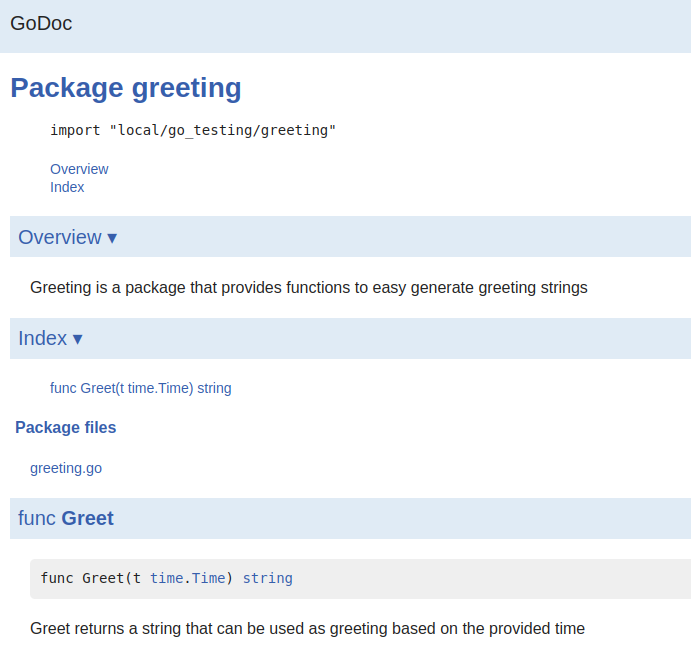 GoDoc
Package greeting
import "local/go_testing/greeting"
Overview
Index
Overview ▾
Greeting is a package that provides functions to easy generate greeting strings
Index ▾
func Greet(t time.Time) string
Package files
greeting.go
func Greet
func Greet(t time.Time) string
Greet returns a string that can be used as greeting based on the provided time